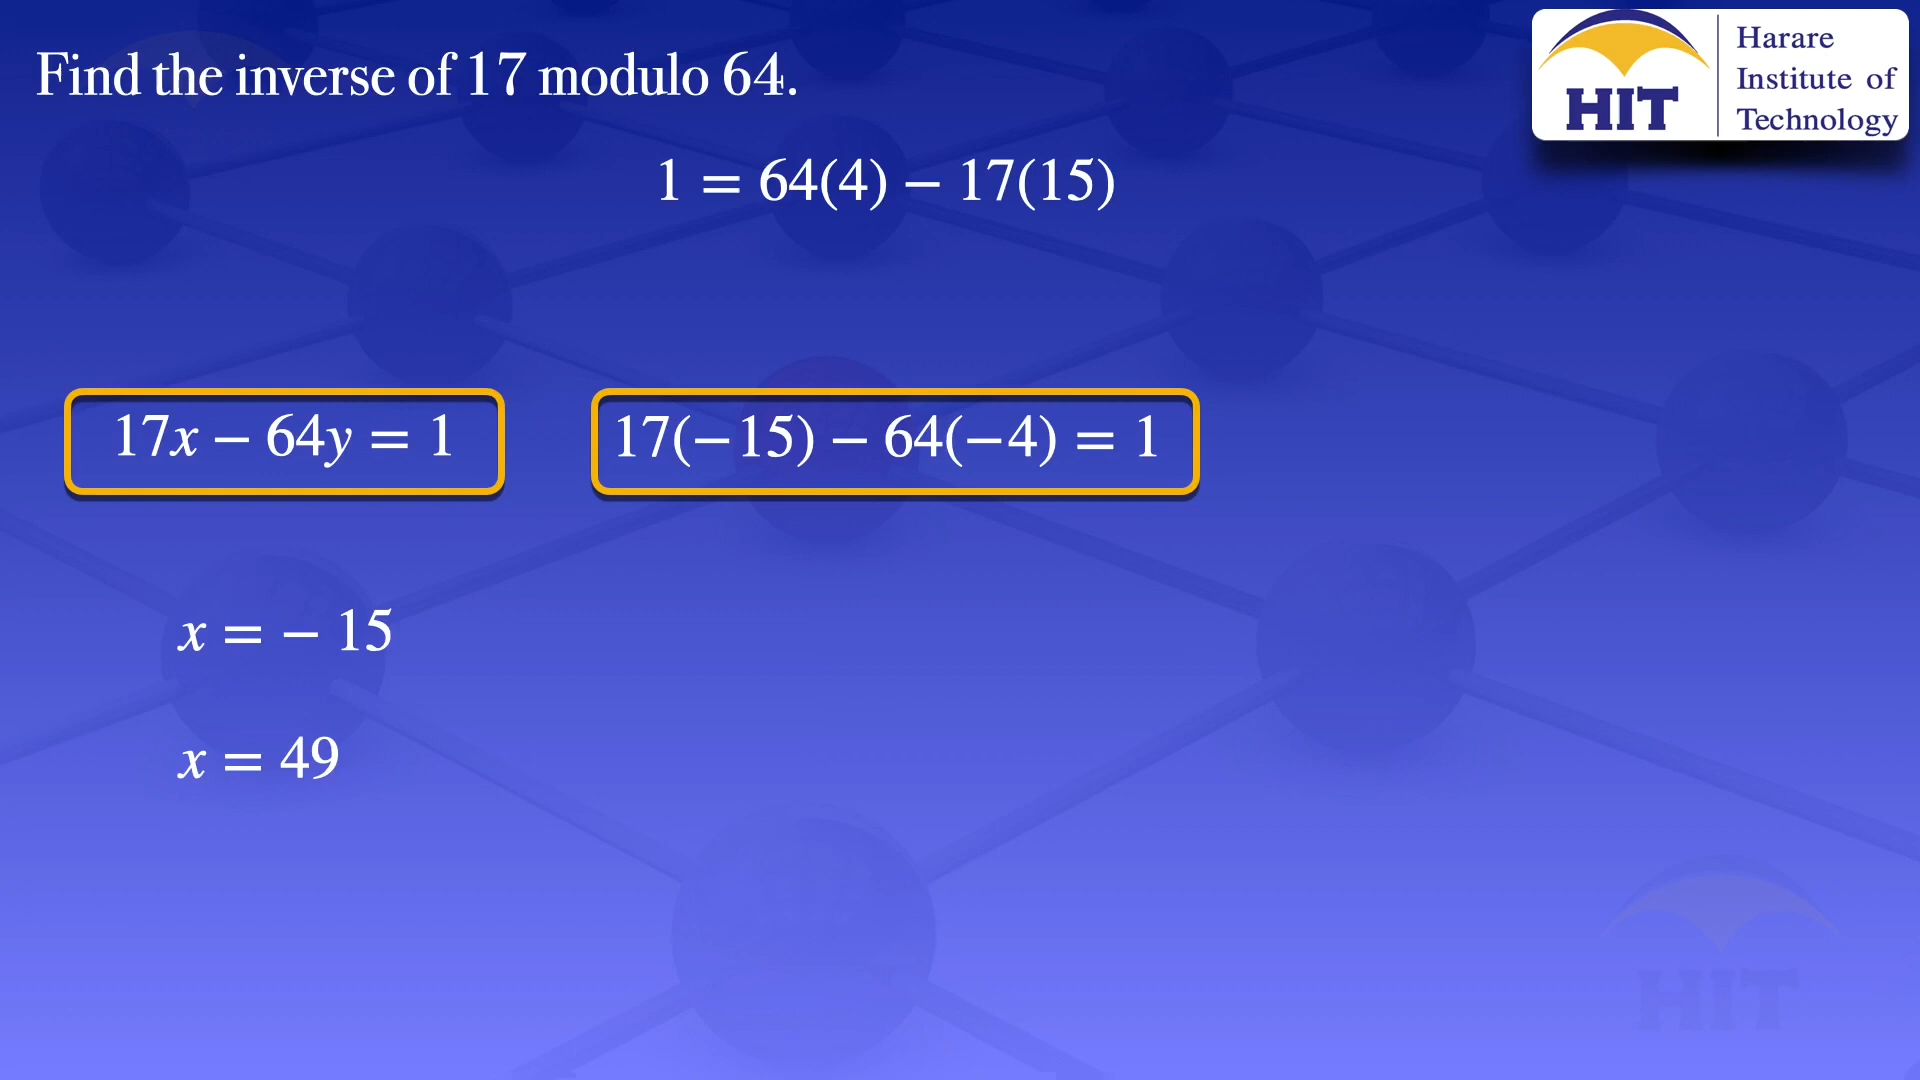 Find the inverse of 17 modulo 64.
HIT
Harare
Institute of
Technology
1 = 64(4) − 17(15)
17x − 64y = 1
17(−15) − 64(−4) = 1
x = − 15
x = 49
HIT